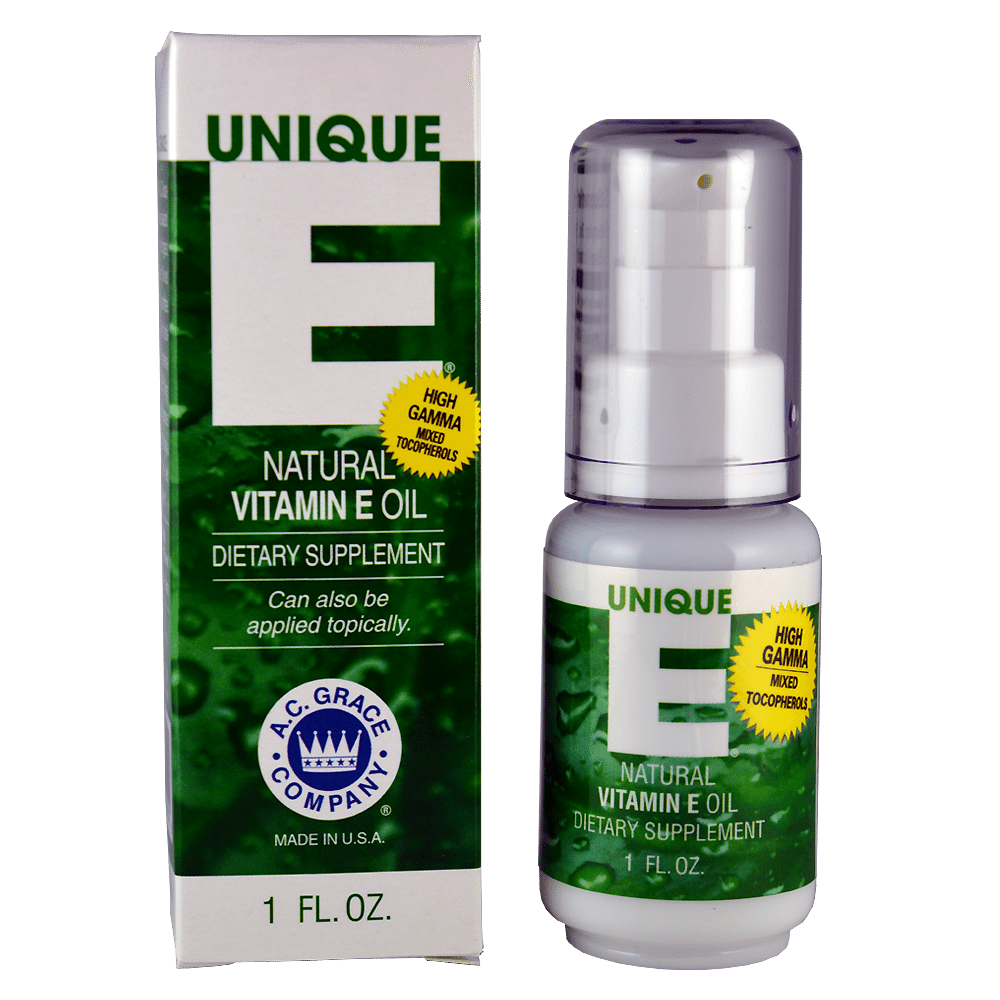 UNIQUE
E®
HIGH
GAMMA
MIXED
TOCOPHEROLS
NATURAL
VITAMIN E OIL
DIETARY SUPPLEMENT
Can also be
applied topically.
A.C. GRACE
COMPANY®
MADE IN U.S.A.
1 FL. OZ.
UNIQUE
E®
HIGH
GAMMA
MIXED
TOCOPHEROLS
NATURAL
VITAMIN E OIL
DIETARY SUPPLEMENT
1 FL. OZ.